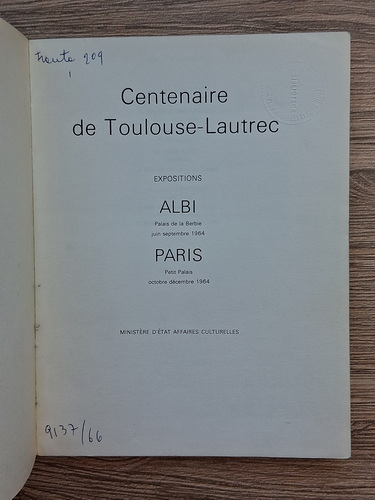 209
Centenaire
de Toulouse-Lautrec
EXPOSITIONS
ALBI
Palais de la Berbie
juin septembre 1964
PARIS
Petit Palais
octobre décembre 1964
MINISTÈRE D'ÉTAT AFFAIRES CULTURELLES
9137/66